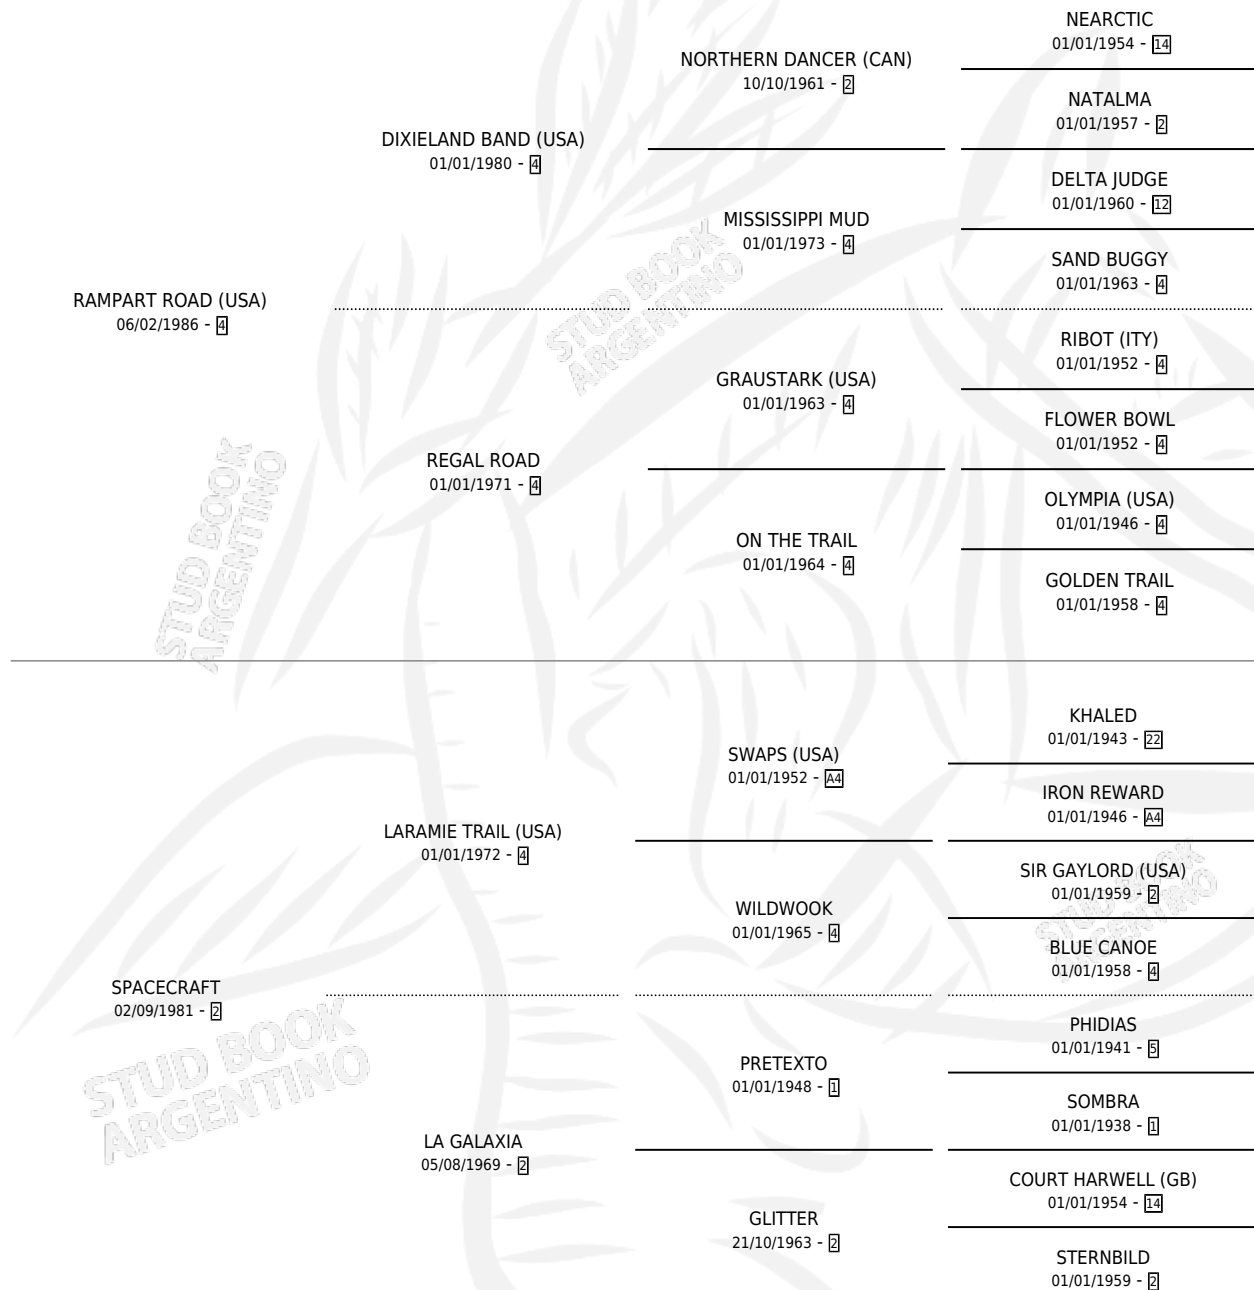 NEARCTIC
01/01/1954 - 14
NORTHERN DANCER (CAN)
10/10/1961 - 2
NATALMA
01/01/1957 - 2
DIXIELAND BAND (USA)
01/01/1980 - 4
DELTA JUDGE
01/01/1960 - 12
MISSISSIPPI MUD
01/01/1973 - 4
SAND BUGGY
01/01/1963 - 4
RAMPART ROAD (USA)
06/02/1986 - 4
STUD BOOK
ARGENTINO
RIBOT (ITY)
01/01/1952 - 4
GRAUSTARK (USA)
01/01/1963 - 4
FLOWER BOWL
01/01/1952 - 4
REGAL ROAD
01/01/1971 - 4
OLYMPIA (USA)
01/01/1946 - 4
ON THE TRAIL
01/01/1964 - 4
GOLDEN TRAIL
01/01/1958 - 4
STUD BOOK
ARGENTINO
KHALED
01/01/1943 - 22
SWAPS (USA)
01/01/1952 - A4
IRON REWARD
01/01/1946 - A4
LARAMIE TRAIL (USA)
01/01/1972 - 4
SIR GAYLORD (USA)
01/01/1959 - 2
WILDWOOK
01/01/1965 - 4
STUD BOOK
ARGENTINO
BLUE CANOE
01/01/1958 - 4
SPACECRAFT
02/09/1981 - 2
PHIDIAS
01/01/1941 - 5
STUD BOOK
ARGENTINO
PRETEXTO
01/01/1948 - 1
SOMBRA
01/01/1938 - 1
LA GALAXIA
05/08/1969 - 2
COURT HARWELL (GB)
01/01/1954 - 14
GLITTER
21/10/1963 - 2
STERNBILD
01/01/1959 - 2